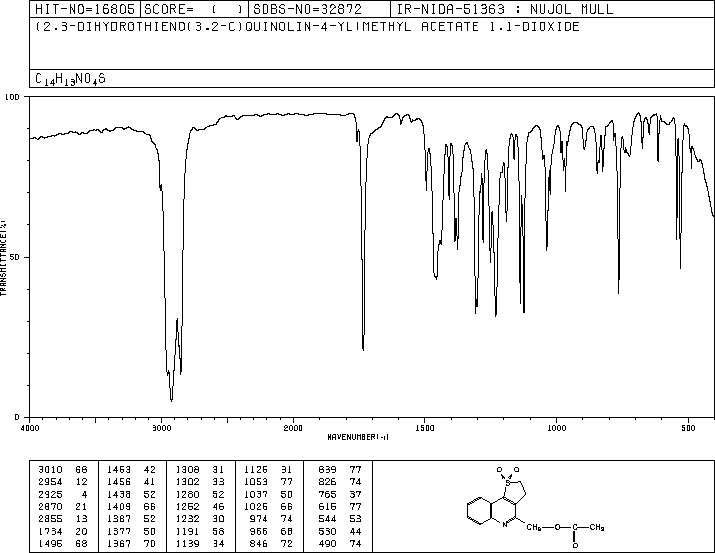 HIT-NO=16805 SCORE= ( ) SDBS-NO=32872 IR-NIDA-51363 : NUJOL MULL
(2,3-DIHYDROTHIENO(3,2-C)QUINOLIN-4-YL)METHYL ACETATE 1,1-DIOXIDE
C14H13NO4S
100
50
0
TRANSMITTANCE(%)
4000 3000 2000 1500 1000 500
WAVENUMBER(-1)
3010 68 1463 42 1308 31 1126 31 839 77
2954 12 1456 41 1302 33 1053 77 826 74
2925 4 1438 52 1280 52 1037 50 765 37
2870 21 1409 66 1252 46 1026 66 616 77
2855 13 1387 52 1232 30 974 74 544 53
1734 20 1377 50 1191 58 966 68 530 44
1495 68 1367 70 1139 34 846 72 490 74
O O
S
N CH2 O C CH3
O